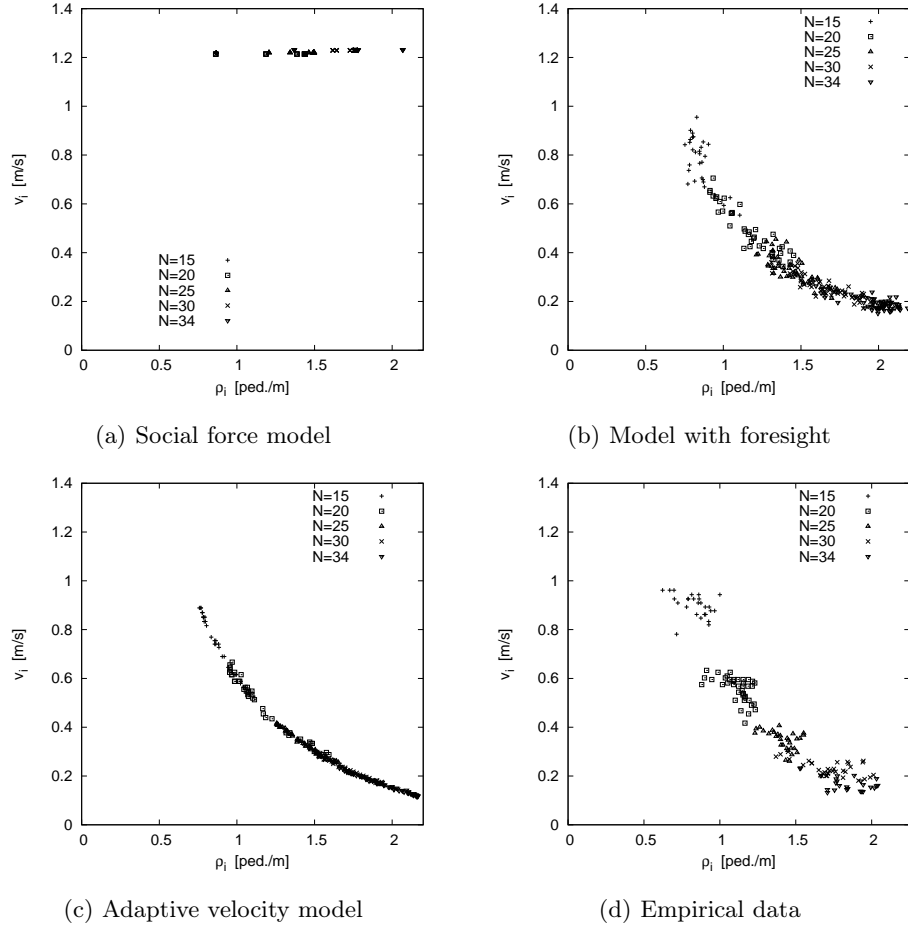 1.4
1.2
1
0.8
0.6
0.4
0.2
0
v_i [m/s]
0 0.5 1 1.5 2
ρ_i [ped./m]
N=15
N=20
N=25
N=30
N=34
(a) Social force model
1.4
1.2
1
0.8
0.6
0.4
0.2
0
v_i [m/s]
0 0.5 1 1.5 2
ρ_i [ped./m]
N=15
N=20
N=25
N=30
N=34
(b) Model with foresight
1.4
1.2
1
0.8
0.6
0.4
0.2
0
v_i [m/s]
0 0.5 1 1.5 2
ρ_i [ped./m]
N=15
N=20
N=25
N=30
N=34
(c) Adaptive velocity model
1.4
1.2
1
0.8
0.6
0.4
0.2
0
v_i [m/s]
0 0.5 1 1.5 2
ρ_i [ped./m]
N=15
N=20
N=25
N=30
N=34
(d) Empirical data